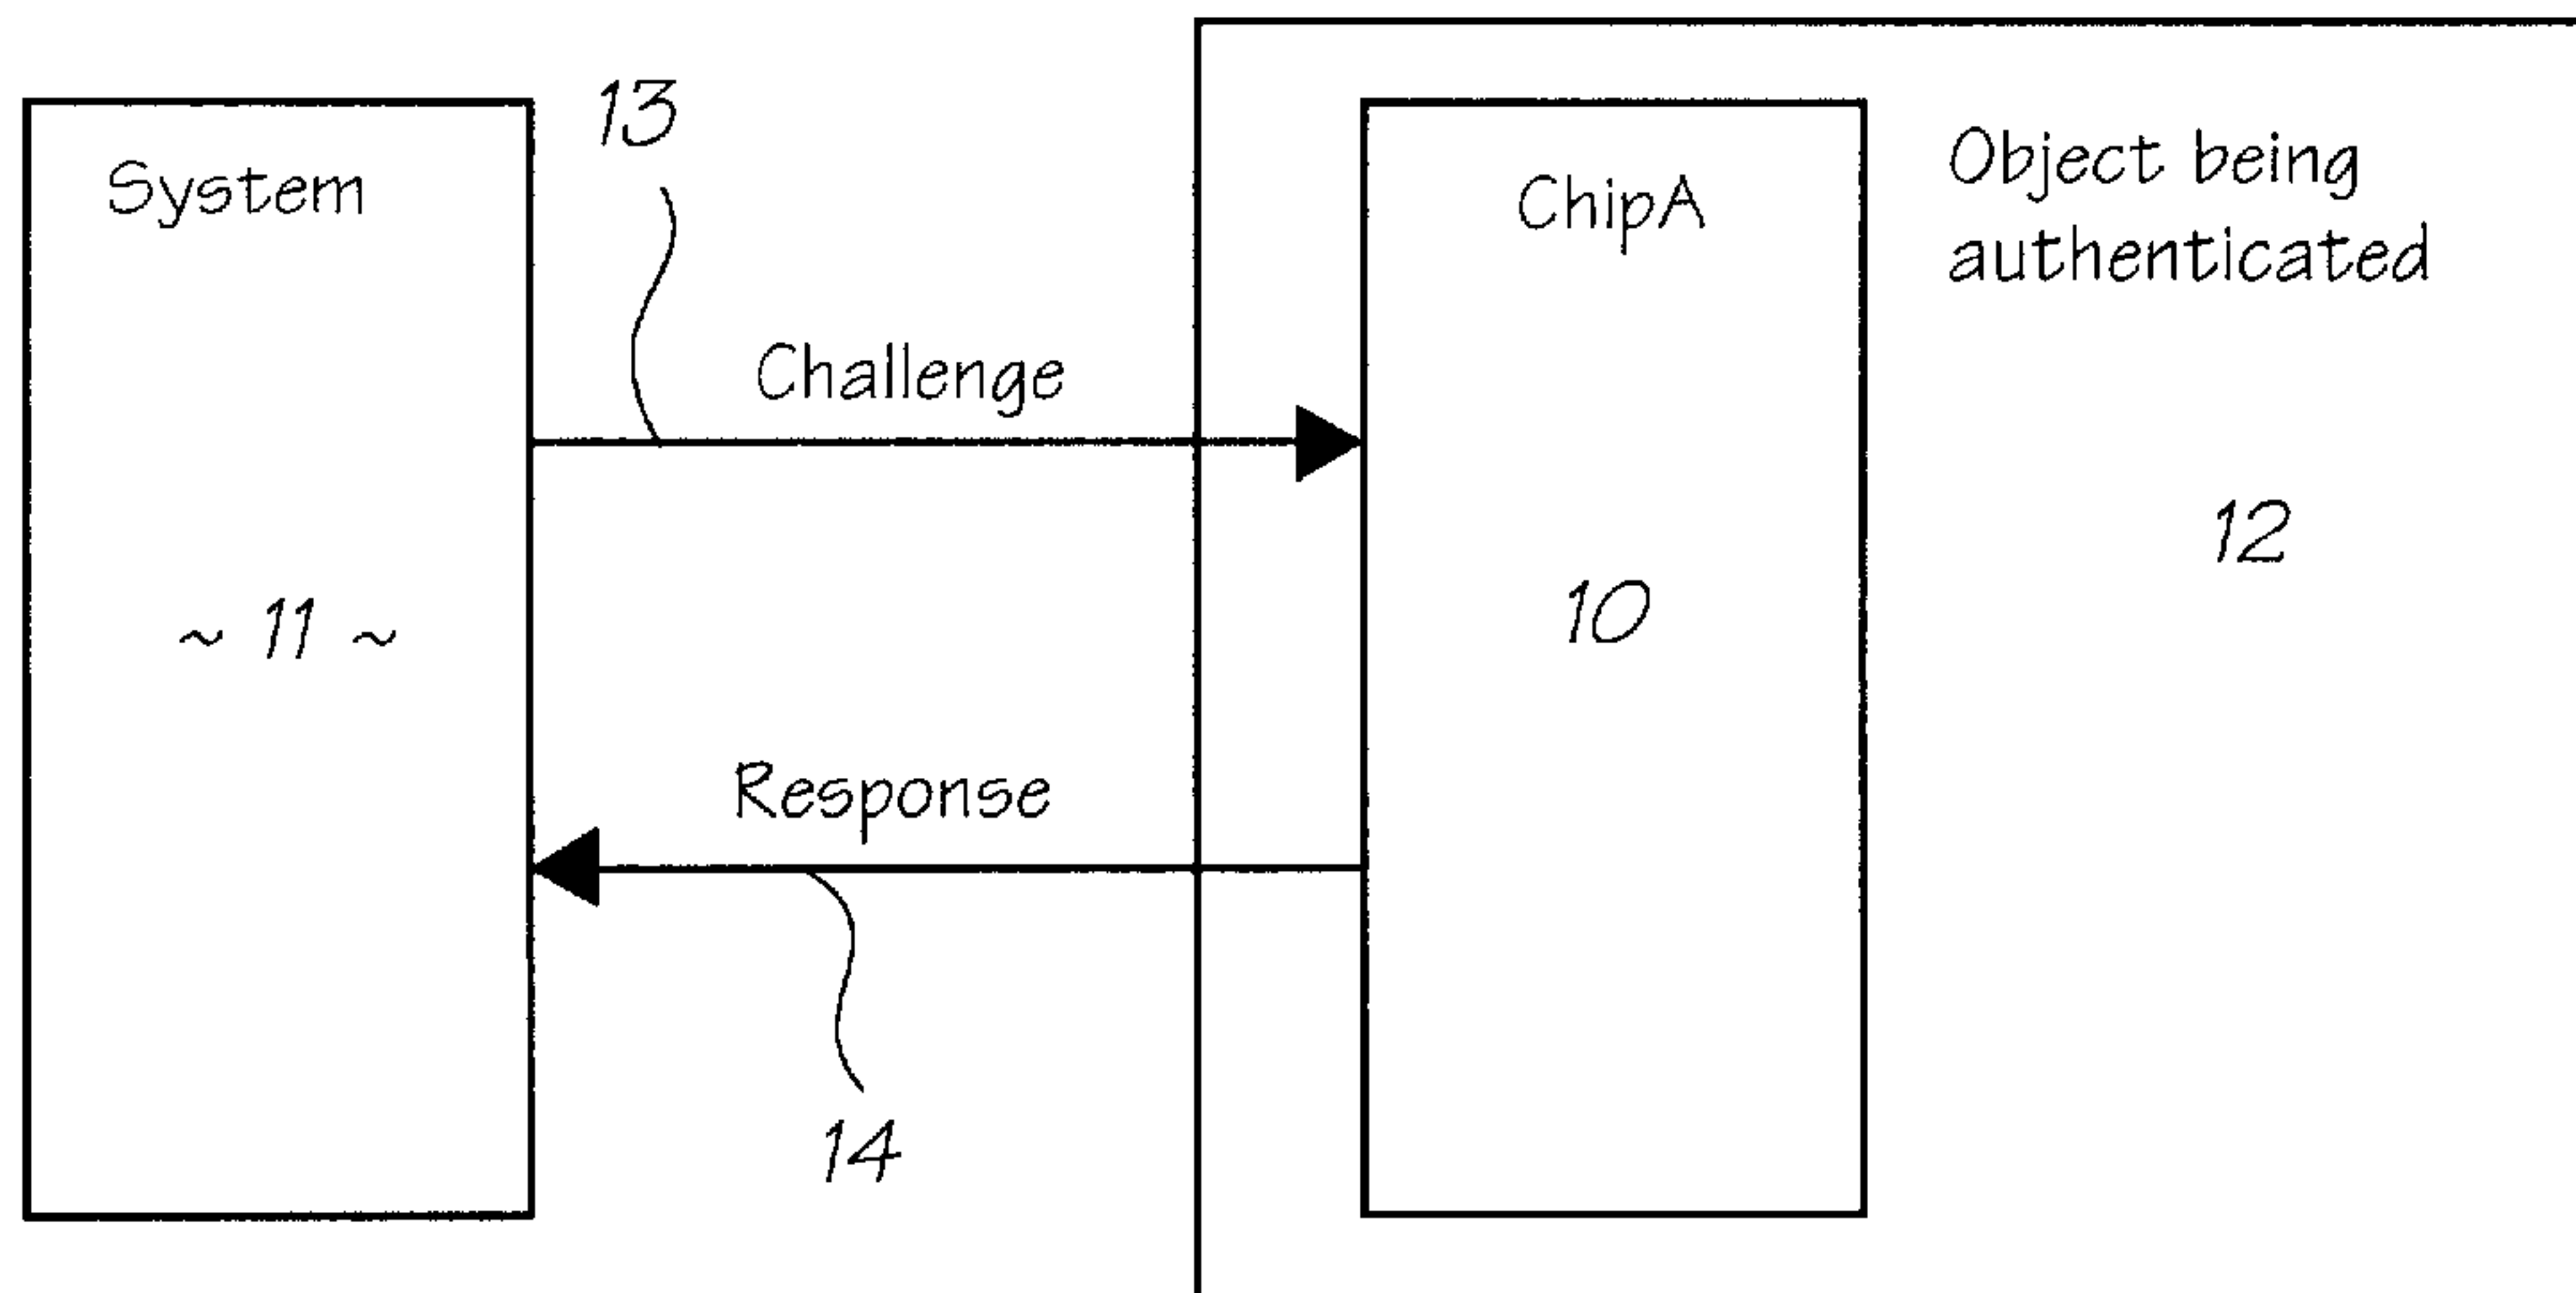 System
~ 11 ~
13
Challenge
Response
14
ChipA
10
Object being
authenticated
12